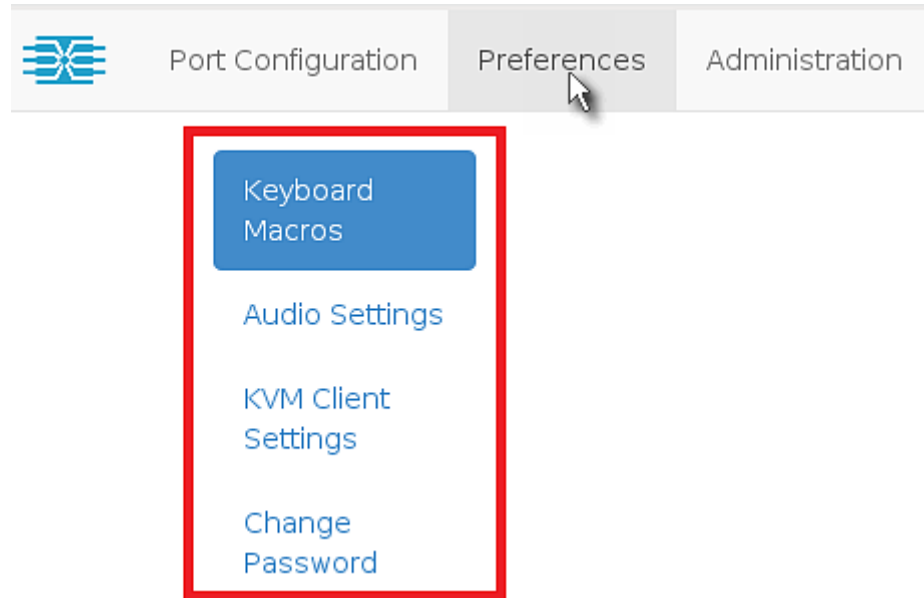 Port Configuration Preferences Administration
Keyboard
Macros
Audio Settings
KVM Client
Settings
Change
Password